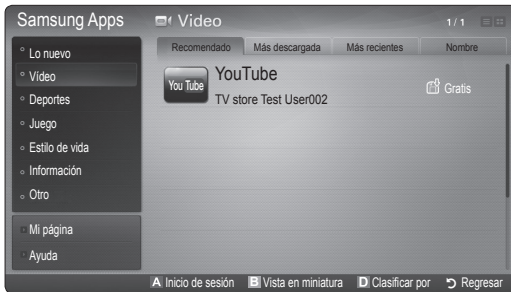 Samsung Apps
Video
1/1
Lo nuevo
Vídeo
Deportes
Juego
Estilo de vida
Información
Otro
Mi página
Ayuda
Recomendado
Más descargada
Más recientes
Nombre
You Tube
YouTube
TV store Test User002
Gratis
A Inicio de sesión
B Vista en miniatura
D Clasificar por
Regresar